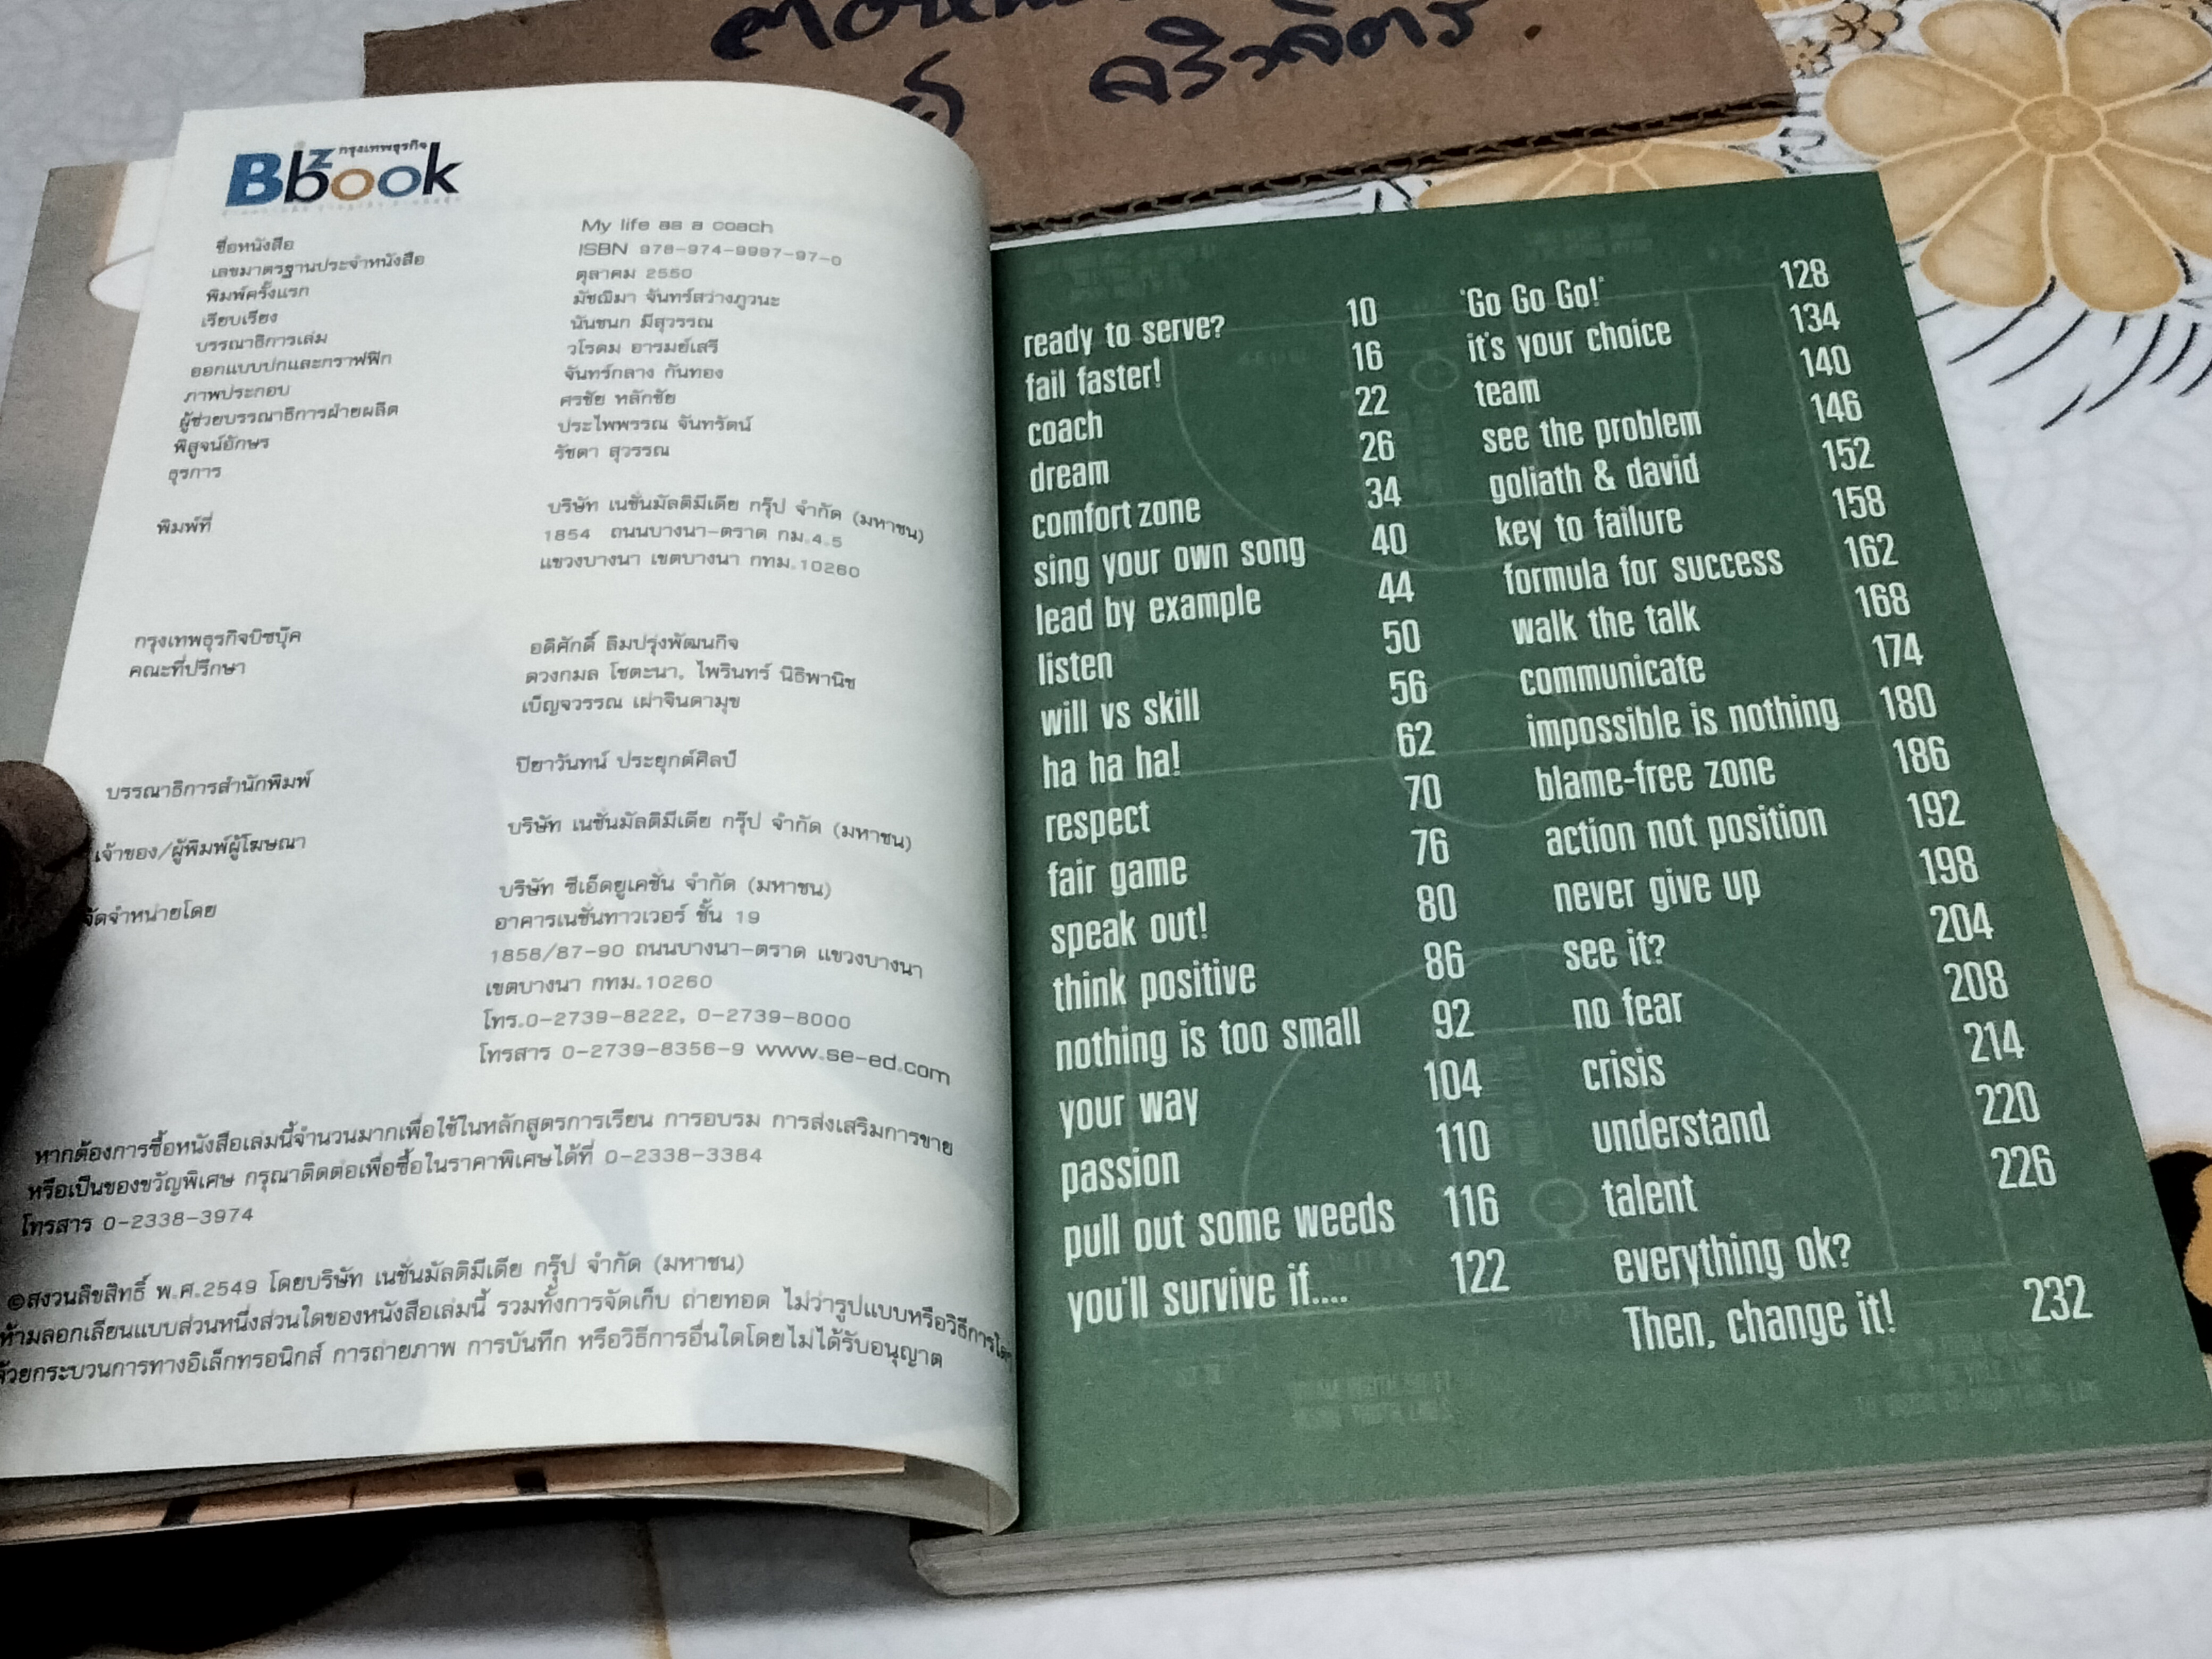 คริวจิตร.
Bizbook กรุงเทพธุรกิจ
ชื่อหนังสือ My life as a coach
เลขมาตรฐานประจำหนังสือ ISBN 978-974-9997-97-0
พิมพ์ครั้งแรก ตุลาคม 2550
เรียบเรียง มัชฌิมา จันทร์สว่างภูวนะ
บรรณาธิการเล่ม นันชนก มีสุวรรณ
ออกแบบปกและกราฟฟิก วโรดม อารมย์เสรี
ภาพประกอบ จันทร์กลาง กันทอง
ผู้ช่วยบรรณาธิการฝ่ายผลิต ศรชัย หลักชัย
พิสูจน์อักษร ประไพพรรณ จันทรัตน์
ธุรการ รัชดา สุวรรณ
พิมพ์ที่ บริษัท เนชั่นมัลติมีเดีย กรุ๊ป จำกัด (มหาชน)
1854 ถนนบางนา-ตราด กม.4.5
แขวงบางนา เขตบางนา กทม.10260
กรุงเทพธุรกิจบิซบุ๊ค
คณะที่ปรึกษา อดิศักดิ์ ลิมปรุ่งพัฒนกิจ
ดวงกมล โชตะนา, ไพรินทร์ นิธิพานิช
เบ็ญจวรรณ เผ่าจินดามุข
บรรณาธิการสำนักพิมพ์ ปิยาวันทน์ ประยุกต์ศิลป์
เจ้าของ/ผู้พิมพ์ผู้โฆษณา บริษัท เนชั่นมัลติมีเดีย กรุ๊ป จำกัด (มหาชน)
จัดจำหน่ายโดย บริษัท ซีเอ็ดยูเคชั่น จำกัด (มหาชน)
อาคารเนชั่นทาวเวอร์ ชั้น 19
1858/87-90 ถนนบางนา-ตราด แขวงบางนา
เขตบางนา กทม.10260
โทร.0-2739-8222, 0-2739-8000
โทรสาร 0-2739-8356-9 www.se-ed.com
หากต้องการซื้อหนังสือเล่มนี้จำนวนมากเพื่อใช้ในหลักสูตรการเรียน การอบรม การส่งเสริมการขาย
หรือเป็นของขวัญพิเศษ กรุณาติดต่อเพื่อซื้อในราคาพิเศษได้ที่ 0-2338-3384
โทรสาร 0-2338-3974
©สงวนลิขสิทธิ์ พ.ศ.2549 โดยบริษัท เนชั่นมัลติมีเดีย กรุ๊ป จำกัด (มหาชน)
ห้ามลอกเลียนแบบส่วนหนึ่งส่วนใดของหนังสือเล่มนี้ รวมทั้งการจัดเก็บ ถ่ายทอด ไม่ว่ารูปแบบหรือวิธีการใด
ด้วยกระบวนการทางอิเล็กทรอนิกส์ การถ่ายภาพ การบันทึก หรือวิธีการอื่นใดโดยไม่ได้รับอนุญาต
ready to serve? 10
fail faster! 16
coach 22
dream 26
comfort zone 34
sing your own song 40
lead by example 44
listen 50
will vs skill 56
ha ha ha! 62
respect 70
fair game 76
speak out! 80
think positive 86
nothing is too small 92
your way 104
passion 110
pull out some weeds 116
you'll survive if.... 122
'Go Go Go!' 128
it's your choice 134
team 140
see the problem 146
goliath & david 152
key to failure 158
formula for success 162
walk the talk 168
communicate 174
impossible is nothing 180
blame-free zone 186
action not position 192
never give up 198
see it? 204
no fear 208
crisis 214
understand 220
talent 226
everything ok?
Then, change it! 232